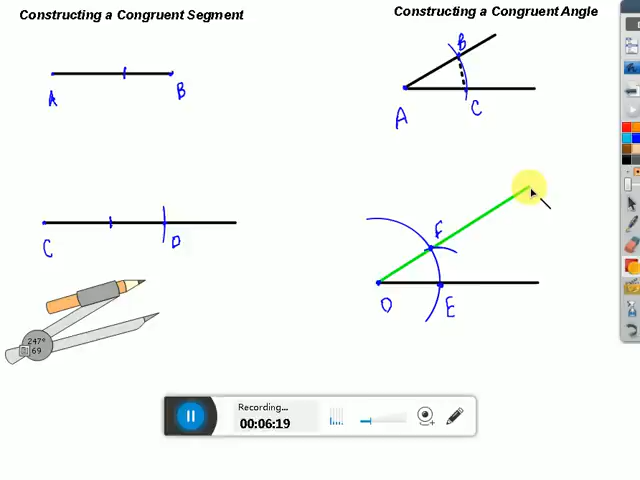 Constructing a Congruent Segment
Constructing a Congruent Angle
A
B
B
A
C
C
D
F
D
E
247°
69
Recording...
00:06:19